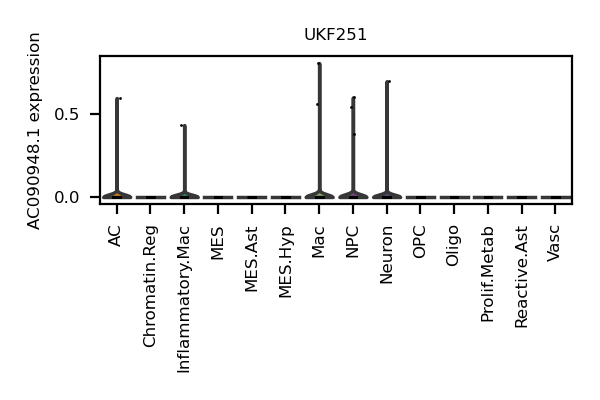 UKF251
AC090948.1 expression
0.5
0.0
AC
Chromatin.Reg
Inflammatory.Mac
MES
MES.Ast
MES.Hyp
Mac
NPC
Neuron
OPC
Oligo
Prolif.Metab
Reactive.Ast
Vasc